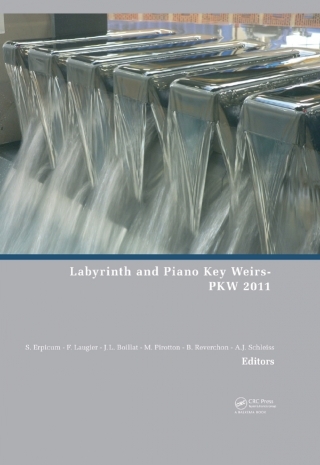 Labyrinth and Piano Key Weirs-
PKW 2011
S. Erpicum - F. Laugier - J.L. Boillat - M. Pirotton - B. Reverchon - A.J. Schleiss
Editors
CRC Press